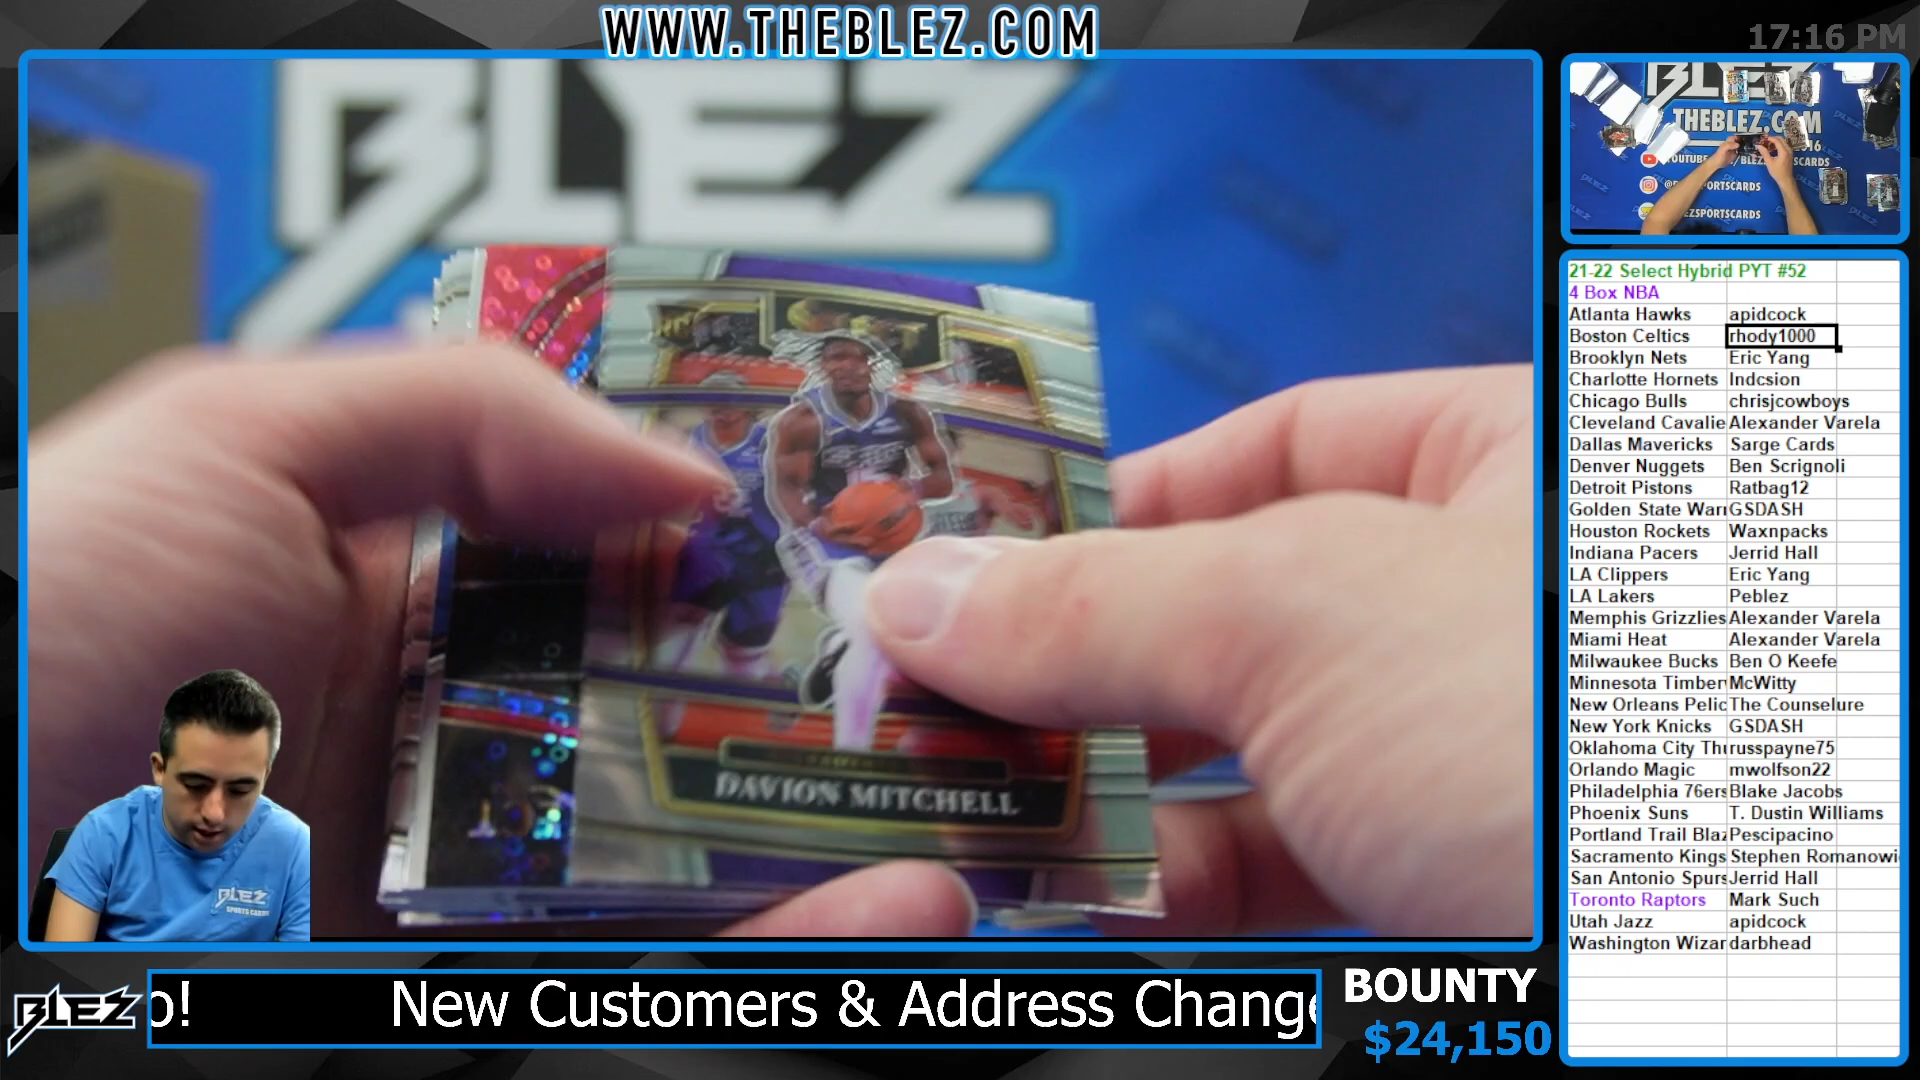 WWW.THEBLEZ.COM
17:16 PM
BLEZ
DAVION MITCHELL
BLEZ
SPORTS CARDS
THEBLEZ.COM
21-22 Select Hybrid PYT #52
4 Box NBA
Atlanta Hawks apidcock
Boston Celtics rhody1000
Brooklyn Nets Eric Yang
Charlotte Hornets Indcsion
Chicago Bulls chrisjcowboys
Cleveland Cavalie Alexander Varela
Dallas Mavericks Sarge Cards
Denver Nuggets Ben Scrignoli
Detroit Pistons Ratbag12
Golden State Warr GSDASH
Houston Rockets Waxnpacks
Indiana Pacers Jerrid Hall
LA Clippers Eric Yang
LA Lakers Peblez
Memphis Grizzlies Alexander Varela
Miami Heat Alexander Varela
Milwaukee Bucks Ben O Keefe
Minnesota Timber McWitty
New Orleans Pelic The Counselure
New York Knicks GSDASH
Oklahoma City Thu russpayne75
Orlando Magic mwolfson22
Philadelphia 76ers Blake Jacobs
Phoenix Suns T. Dustin Williams
Portland Trail Blaz Pescipacino
Sacramento Kings Stephen Romanowi
San Antonio Spurs Jerrid Hall
Toronto Raptors Mark Such
Utah Jazz apidcock
Washington Wizar darbhead
BLEZ
o! New Customers & Address Change
BOUNTY
$24,150